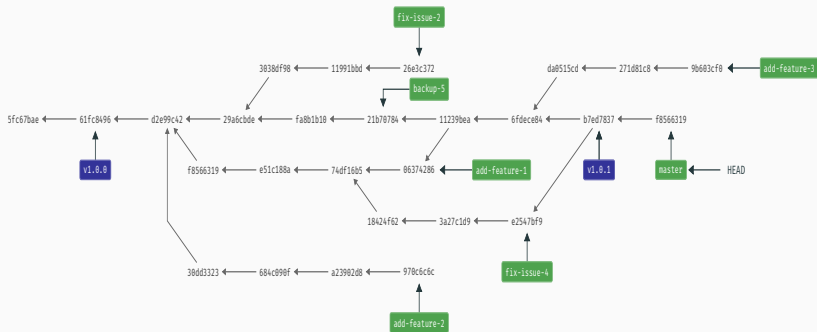 fix-issue-2
3038df98 11991bbd 26e3c372 da0515cd 271d81c8 9b603cf0 add-feature-3
backup-5
5fc67bae 61fc8496 d2e99c42 29a6cbde fa8b1b10 21b70784 11239bea 6fdece84 b7ed7837 f8566319
v1.0.0 f8566319 e51c188a 74df16b5 06374286 add-feature-1 v1.0.1 master HEAD
18424f62 3a27c1d9 e2547bf9
30dd3323 684c090f a23902d8 970c6c6c fix-issue-4
add-feature-2